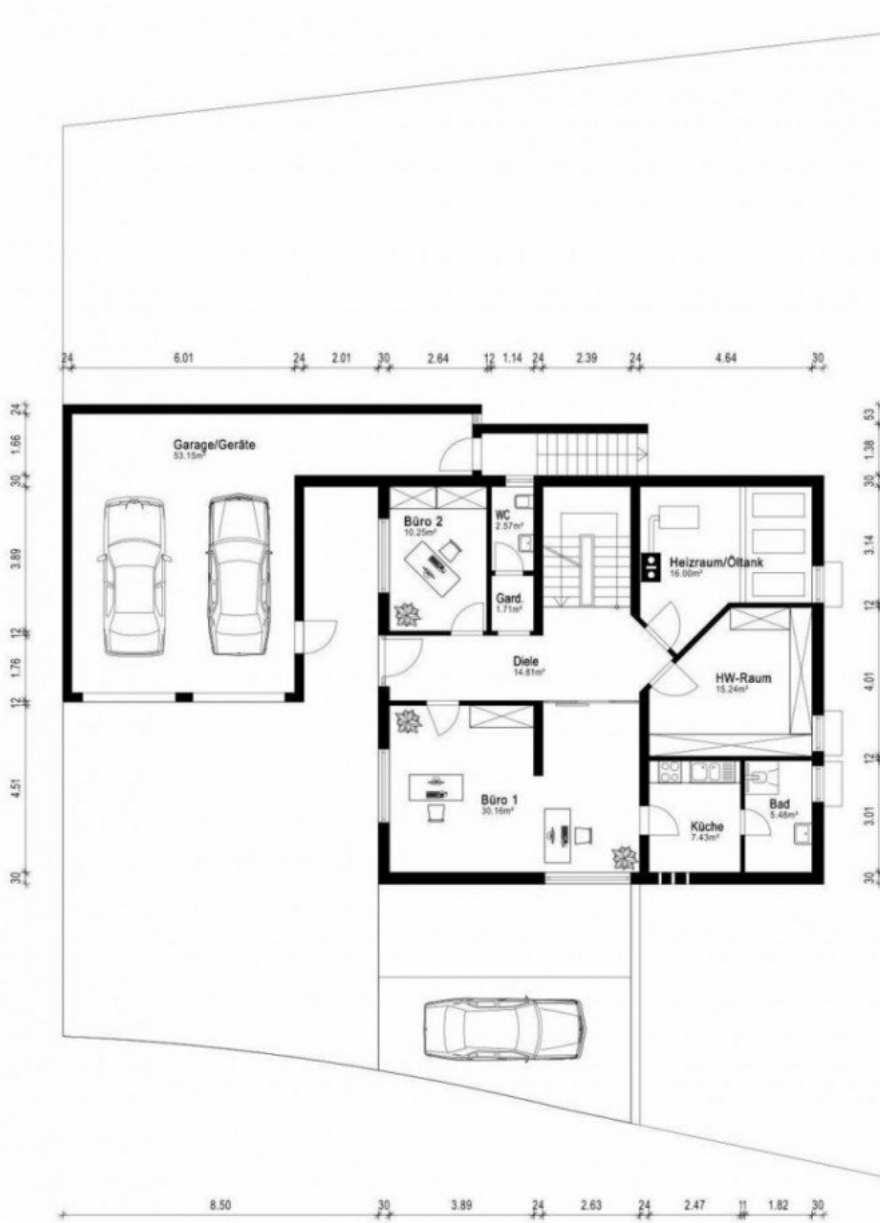 24 6.01 24 2.01 30 2.64 12 1.14 24 2.39 24 4.64 30
24
1.66
30
3.89
12
1.76
12
4.51
30
53
1.38
30
3.14
12
4.01
12
3.01
30
Garage/Geräte
53.15m²
Büro 2
10.25m²
WC
2.57m²
Gard.
1.71m²
Heizraum/Öltank
16.00m²
Diele
14.81m²
HW-Raum
15.24m²
Büro 1
30.16m²
Küche
7.43m²
Bad
5.48m²
8.50 30 3.89 24 2.63 24 2.47 11 1.82 30